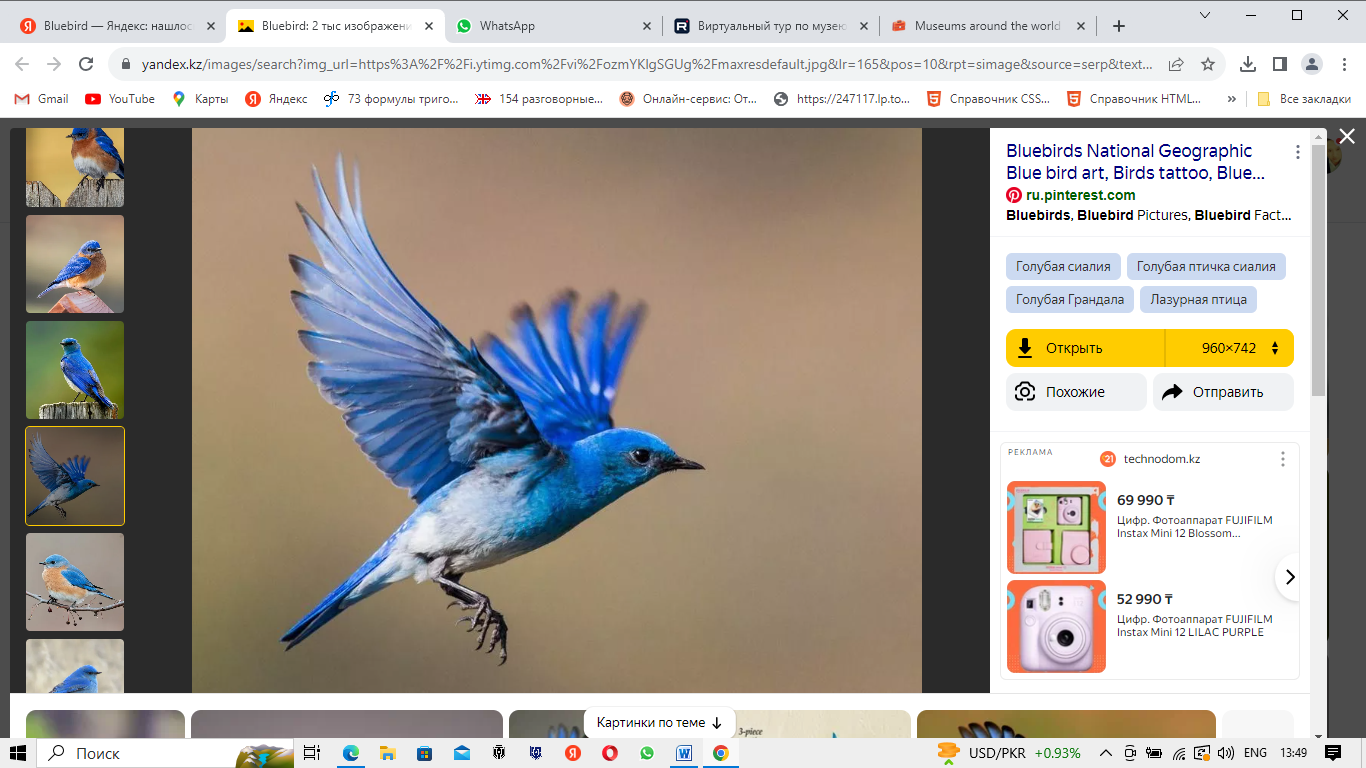 Bluebird — Яндекс: нашлос
Bluebird: 2 тыс изображени
WhatsApp
Виртуальный тур по музею
Museums around the world
yandex.kz/images/search?img_url=https%3A%2F%2Fi.ytimg.com%2Fvi%2FozmYKlgSGUg%2Fmaxresdefault.jpg&lr=165&pos=10&rpt=simage&source=serp&text...
Gmail
YouTube
Карты
Яндекс
73 формулы триго...
154 разговорные...
Онлайн-сервис: От...
https://247117.lp.to...
Справочник CSS...
Справочник HTML...
»
Все закладки
Bluebirds National Geographic
Blue bird art, Birds tattoo, Blue...
ru.pinterest.com
Bluebirds, Bluebird Pictures, Bluebird Fact...
Голубая сиалия
Голубая птичка сиалия
Голубая Грандала
Лазурная птица
Открыть
960×742
Похожие
Отправить
РЕКЛАМА
21
technodom.kz
69 990 ₸
Цифр. Фотоаппарат FUJIFILM
Instax Mini 12 Blossom...
52 990 ₸
Цифр. Фотоаппарат FUJIFILM
Instax Mini 12 LILAC PURPLE
Картинки по теме
3-piece
Поиск
USD/PKR +0.93%
ENG
13:49